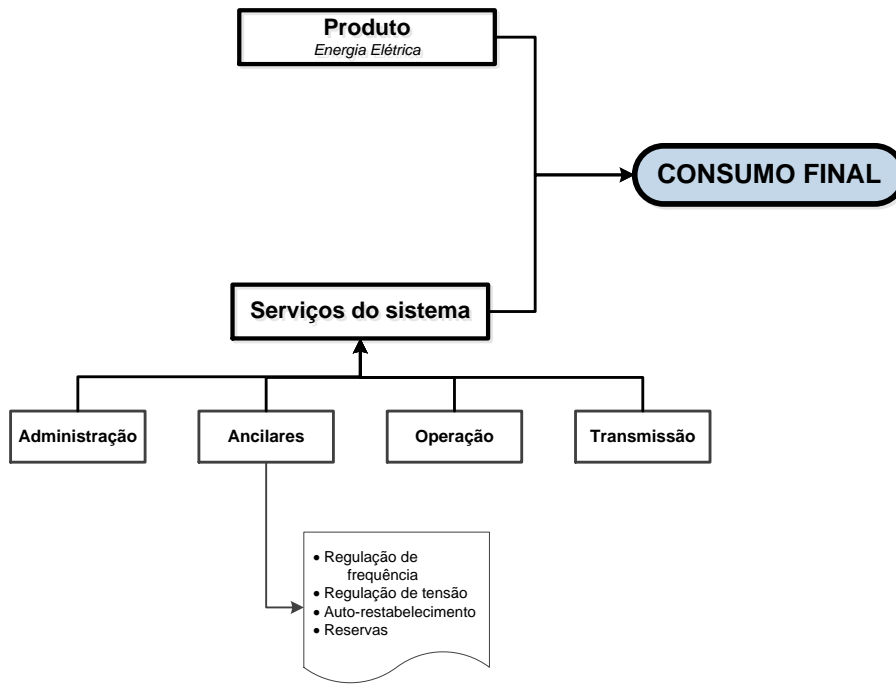 Produto
Energia Elétrica
CONSUMO FINAL
Serviços do sistema
Administração
Ancilares
Operação
Transmissão
• Regulação de
frequência
• Regulação de tensão
• Auto-restabelecimento
• Reservas